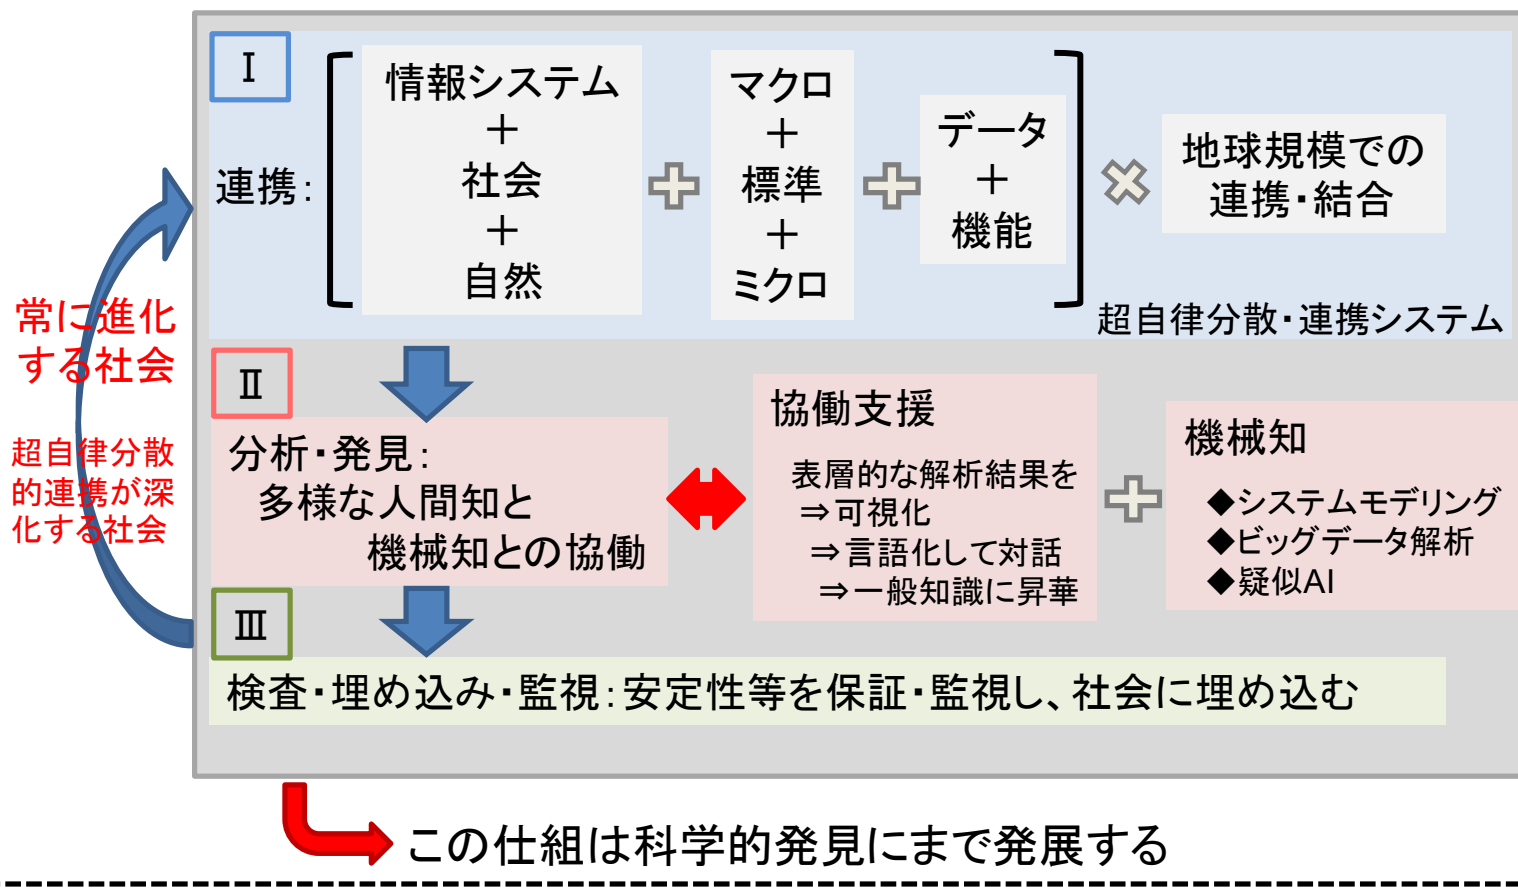 Ⅰ
連携：
情報システム
＋
社会
＋
自然
マクロ
＋
標準
＋
ミクロ
データ
＋
機能
地球規模での
連携・結合
超自律分散・連携システム
常に進化
する社会
超自律分散
的連携が深
化する社会
Ⅱ
分析・発見：
多様な人間知と
機械知との協働
協働支援
表層的な解析結果を
⇒可視化
⇒言語化して対話
⇒一般知識に昇華
機械知
◆システムモデリング
◆ビッグデータ解析
◆疑似AI
Ⅲ
検査・埋め込み・監視：安定性等を保証・監視し、社会に埋め込む
この仕組は科学的発見にまで発展する